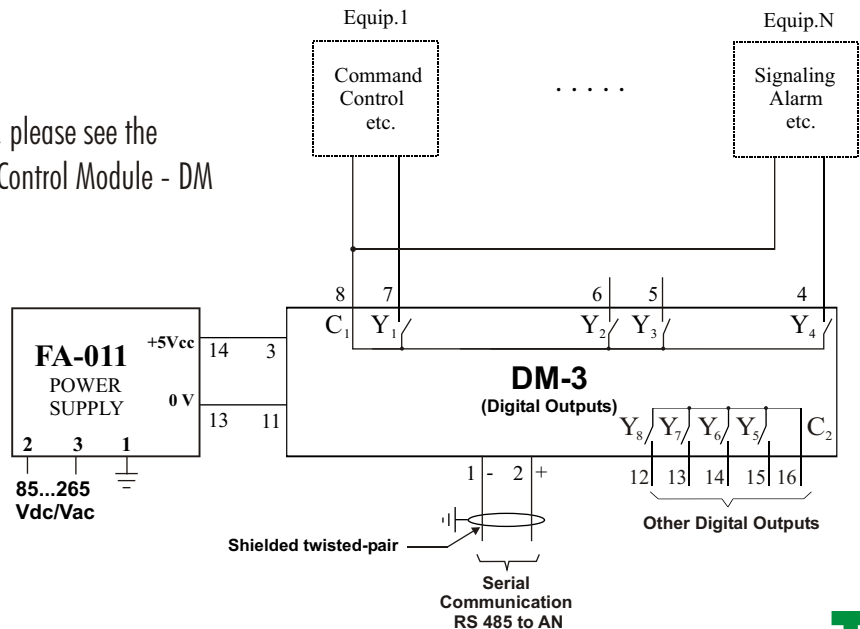 Equip.1
Equip.N
Command
Control
etc.
. . . . .
Signaling
Alarm
etc.
please see the
Control Module - DM
8 7 6 5 4
C₁ Y₁ Y₂ Y₃ Y₄
FA-011
POWER
SUPPLY
+5Vcc 14 3
0 V 13 11
2 3 1
85...265
Vdc/Vac
DM-3
(Digital Outputs)
Y₈ Y₇ Y₆ Y₅ C₂
1 - 2 +
12 13 14 15 16
Other Digital Outputs
Shielded twisted-pair
Serial
Communication
RS 485 to AN